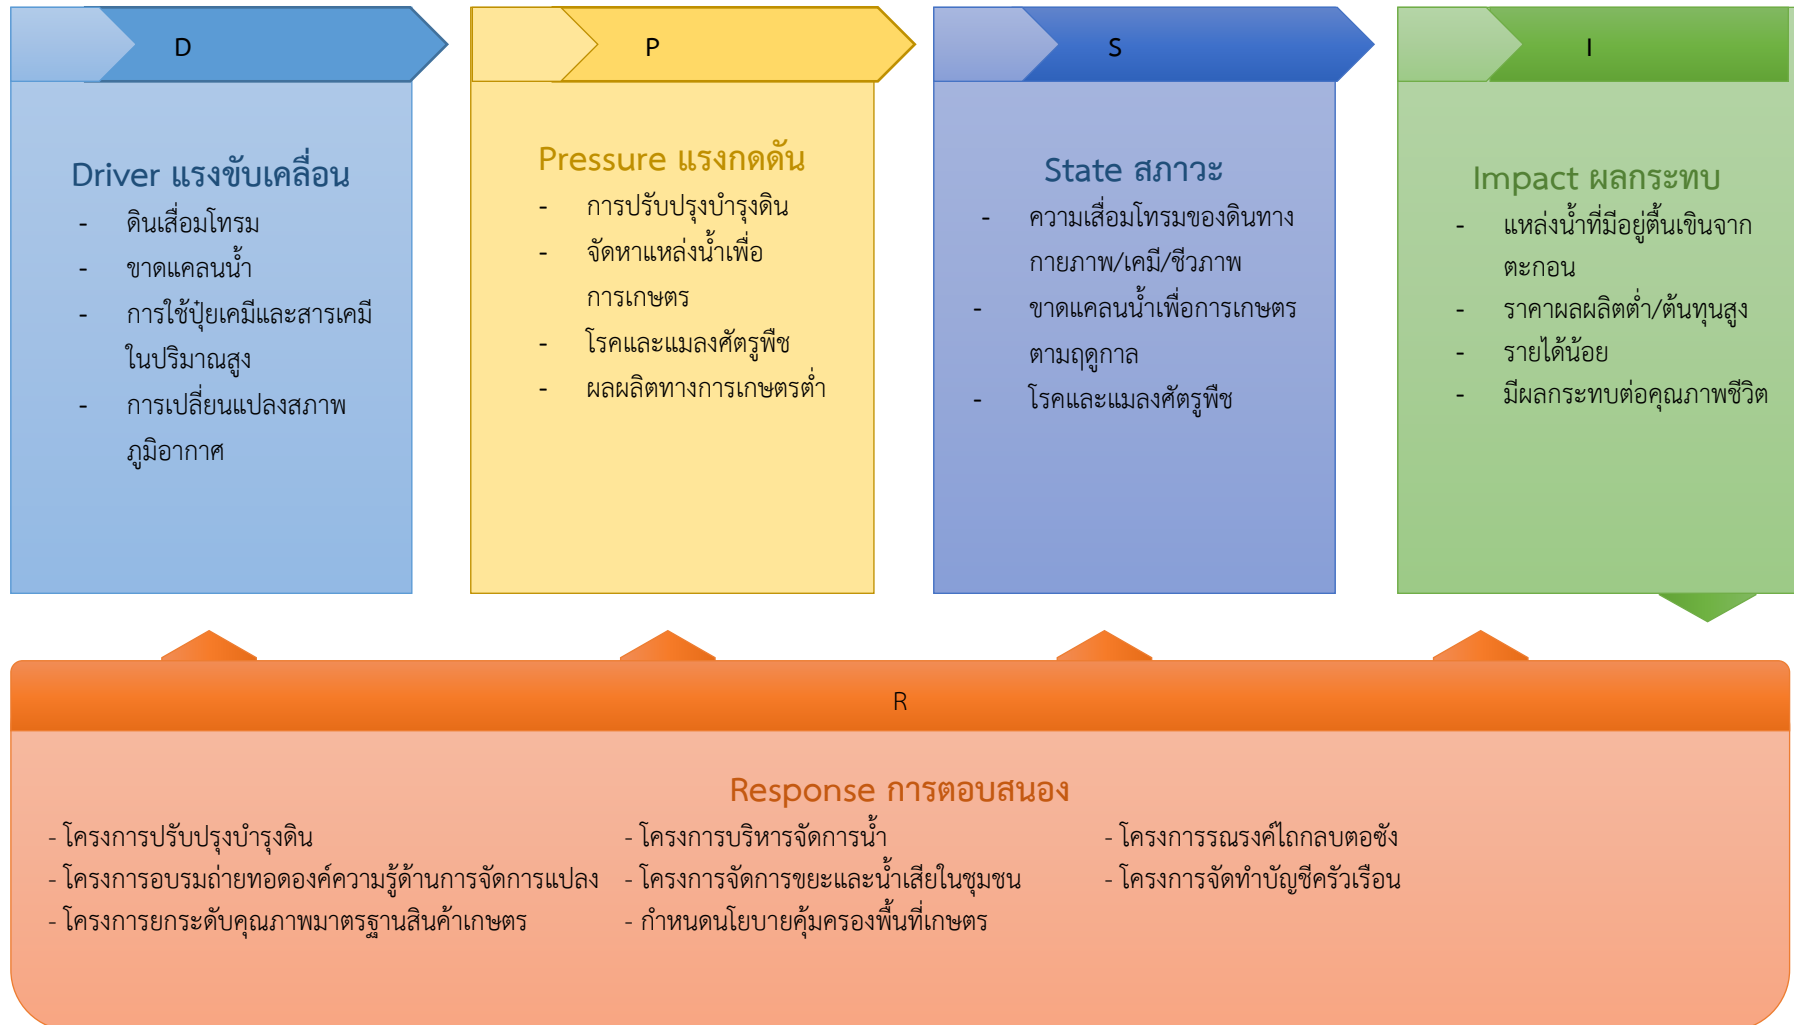 D
Driver แรงขับเคลื่อน
- ดินเสื่อมโทรม
- ขาดแคลนน้ำ
- การใช้ปุ๋ยเคมีและสารเคมี
ในปริมาณสูง
- การเปลี่ยนแปลงสภาพ
ภูมิอากาศ
P
Pressure แรงกดดัน
- การปรับปรุงบำรุงดิน
- จัดหาแหล่งน้ำเพื่อ
การเกษตร
- โรคและแมลงศัตรูพืช
- ผลผลิตทางการเกษตรต่ำ
S
State สภาวะ
- ความเสื่อมโทรมของดินทาง
กายภาพ/เคมี/ชีวภาพ
- ขาดแคลนน้ำเพื่อการเกษตร
ตามฤดูกาล
- โรคและแมลงศัตรูพืช
I
Impact ผลกระทบ
- แหล่งน้ำที่มีอยู่ตื้นเขินจาก
ตะกอน
- ราคาผลผลิตต่ำ/ต้นทุนสูง
- รายได้น้อย
- มีผลกระทบต่อคุณภาพชีวิต
R
Response การตอบสนอง
- โครงการปรับปรุงบำรุงดิน
- โครงการอบรมถ่ายทอดองค์ความรู้ด้านการจัดการแปลง
- โครงการยกระดับคุณภาพมาตรฐานสินค้าเกษตร
- โครงการบริหารจัดการน้ำ
- โครงการจัดการขยะและน้ำเสียในชุมชน
- กำหนดนโยบายคุ้มครองพื้นที่เกษตร
- โครงการรณรงค์ไถกลบตอซัง
- โครงการจัดทำบัญชีครัวเรือน